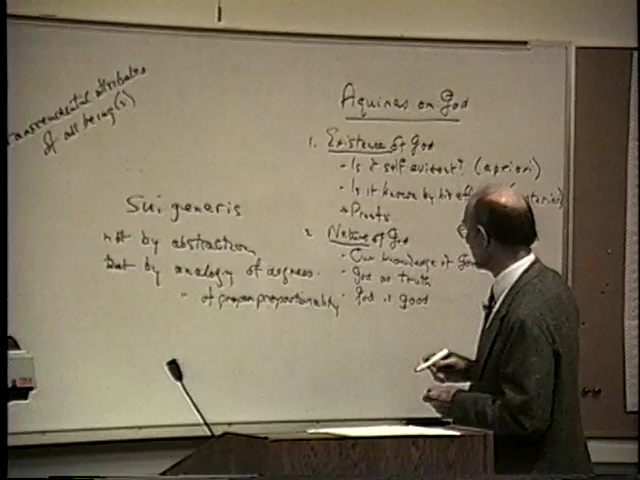 Transcendental attributes
of all being(s)
Sui generis
not by abstraction
but by analogy of degrees.
" of proper proportionality
Aquinas on God
1. Existence of God
- Is it self evident? (apriori)
- Is it known by his
- Proofs
2. Nature of God
- Our knowledge of God
- God as truth
- God is good